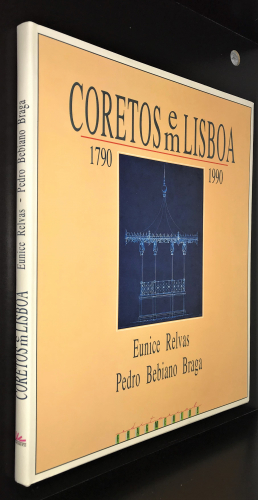 CORETOS em LISBOA
1790
1990
Eunice Relvas
Pedro Bebiano Braga
CORETOS em LISBOA Eunice Relvas - Pedro Bebiano Braga